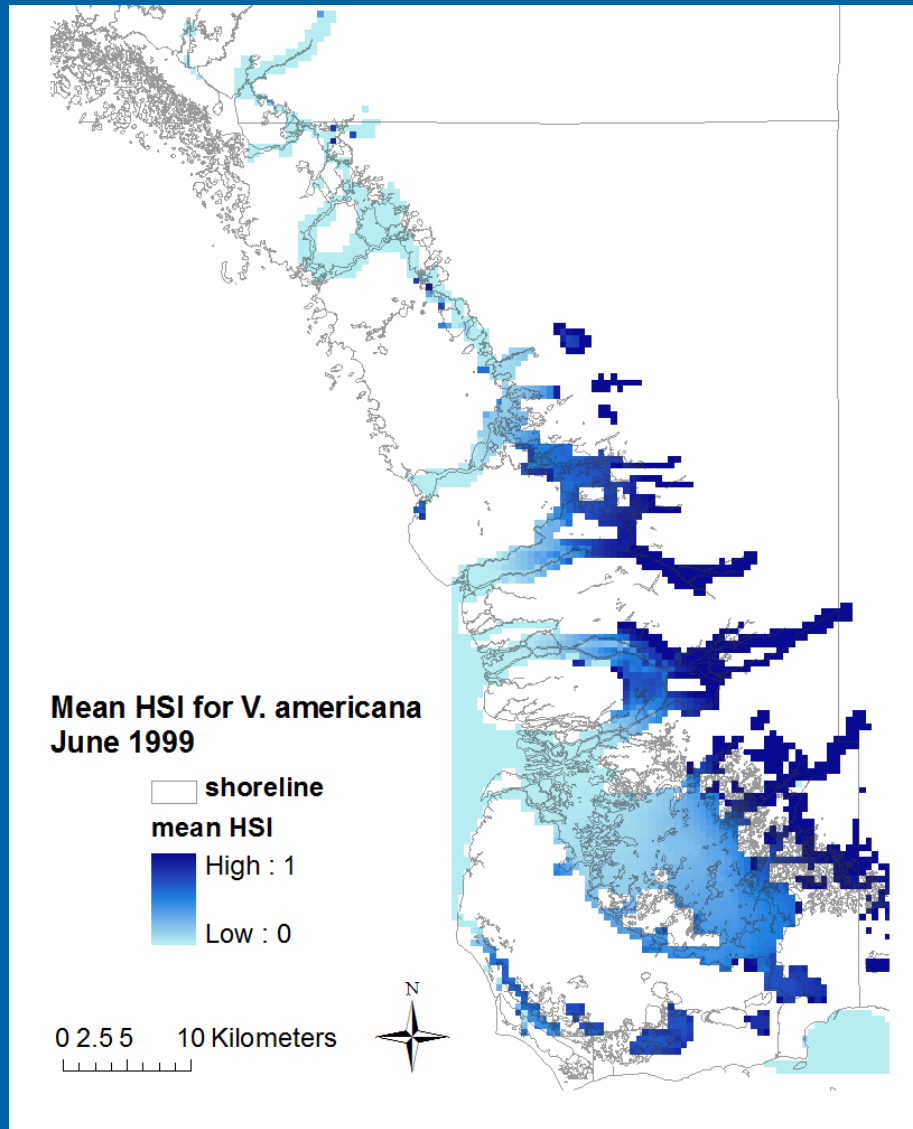 Mean HSI for V. americana
June 1999
shoreline
mean HSI
High : 1
Low : 0
N
0 2.5 5 10 Kilometers